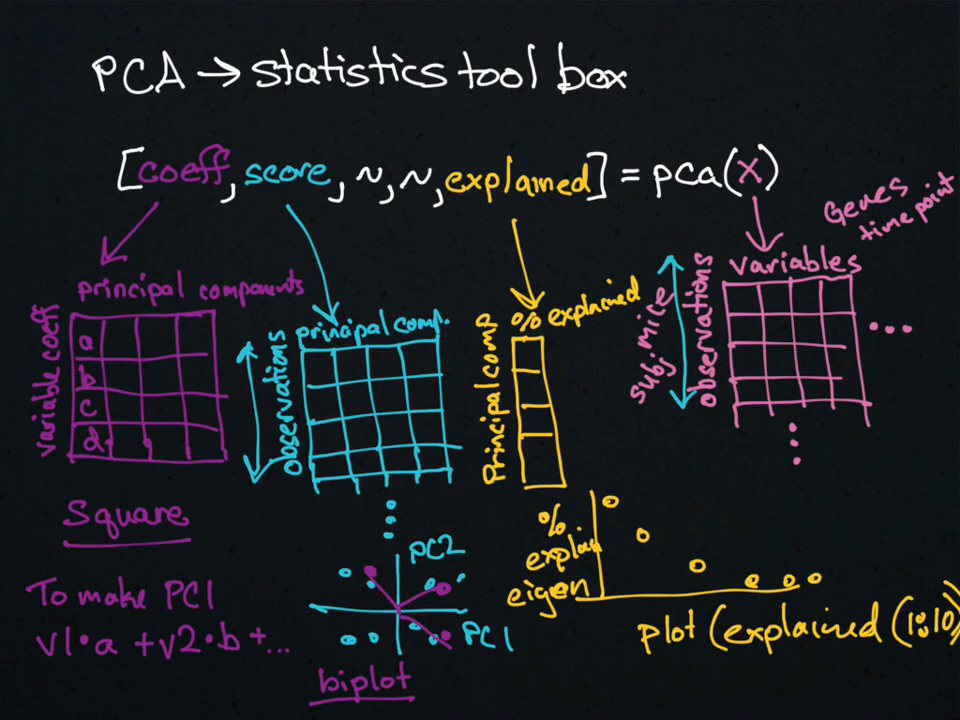 PCA → statistics tool box
[coeff, score, ~, ~, explained] = pca(X)
Genes
time point
principal components
variable coeff
a
b
c
d
Square
To make PC1
v1•a + v2•b + ...
principal comp.
observations
PC2
PC1
biplot
% explained
Principal comp
%
explain
eigen
plot (explained (1:10)
variables
subj. mice
observations